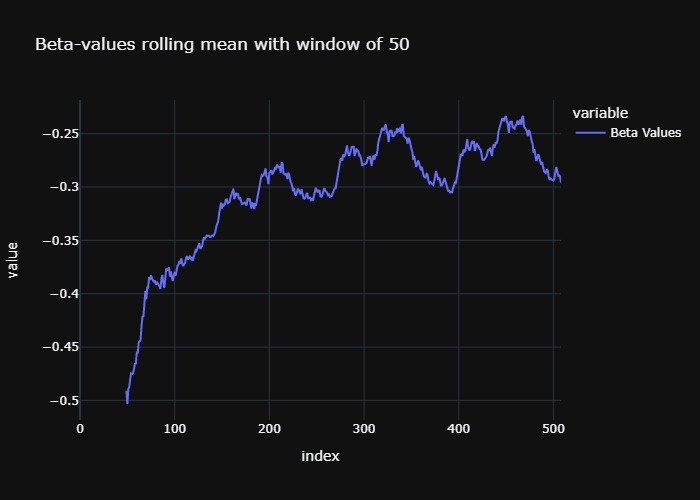 Beta-values rolling mean with window of 50
variable
Beta Values
−0.25
−0.3
−0.35
−0.4
−0.45
−0.5
value
0 100 200 300 400 500
index